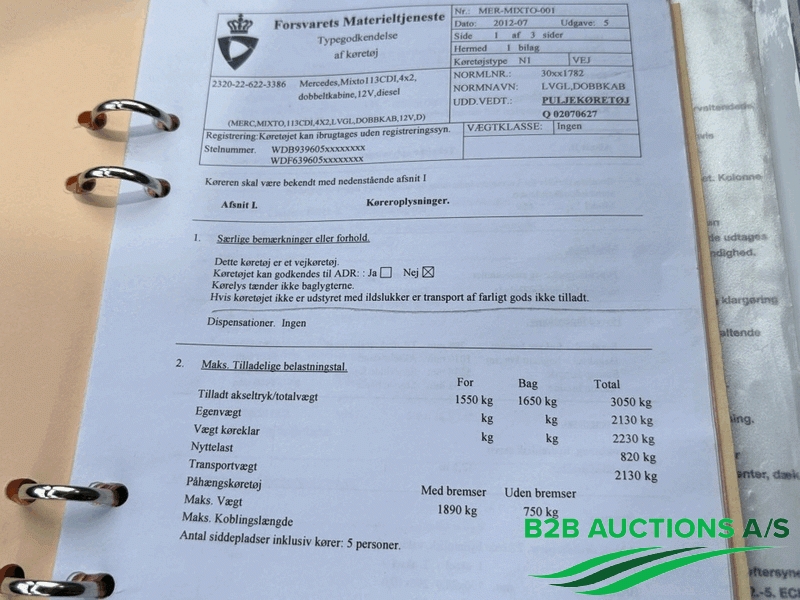 Forsvarets Materieltjeneste
Typegodkendelse
af køretøj
Nr.: MER-MIXTO-001
Dato: 2012-07 Udgave: 5
Side 1 af 3 sider
Hermed 1 bilag
Køretøjstype N1 VEJ
2320-22-622-3386 Mercedes,Mixto113CDI,4x2,
dobbeltkabine,12V,diesel
(MERC,MIXTO,113CDI,4X2,LVGL,DOBBKAB,12V,D)
NORMLNR.: 30xx1782
NORMNAVN: LVGL,DOBBKAB
UDD.VEDT.: PULJEKØRETØJ
Q 02070627
Registrering: Køretøjet kan ibrugtages uden registreringssyn.
Stelnummer. WDB939605xxxxxxxx
WDF639605xxxxxxxx
VÆGTKLASSE: Ingen
Køreren skal være bekendt med nedenstående afsnit I
Afsnit I. Køreroplysninger.
1. Særlige bemærkninger eller forhold.
Dette køretøj er et vejkøretøj.
Køretøjet kan godkendes til ADR: : Ja ☐ Nej ☒
Kørelys tænder ikke baglygterne.
Hvis køretøjet ikke er udstyret med ildslukker er transport af farligt gods ikke tilladt.
Dispensationer. Ingen
2. Maks. Tilladelige belastningstal.
For Bag Total
Tilladt akseltryk/totalvægt 1550 kg 1650 kg 3050 kg
Egenvægt kg kg 2130 kg
Vægt køreklar kg kg 2230 kg
Nyttelast 820 kg
Transportvægt 2130 kg
Påhængskøretøj Med bremser Uden bremser
Maks. Vægt 1890 kg 750 kg
Maks. Koblingslængde
Antal siddepladser inklusiv kører: 5 personer.
et. Kolonne
de udtages
klargøring
B2B AUCTIONS A/S